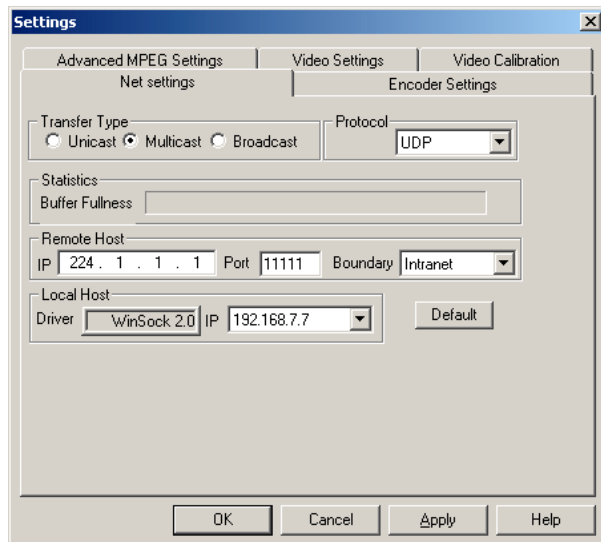 Settings
Advanced MPEG Settings Video Settings Video Calibration
Net settings Encoder Settings
Transfer Type Protocol
Unicast Multicast Broadcast UDP
Statistics
Buffer Fullness
Remote Host
IP 224 . 1 . 1 . 1 Port 11111 Boundary Intranet
Local Host
Driver WinSock 2.0 IP 192.168.7.7 Default
OK Cancel Apply Help